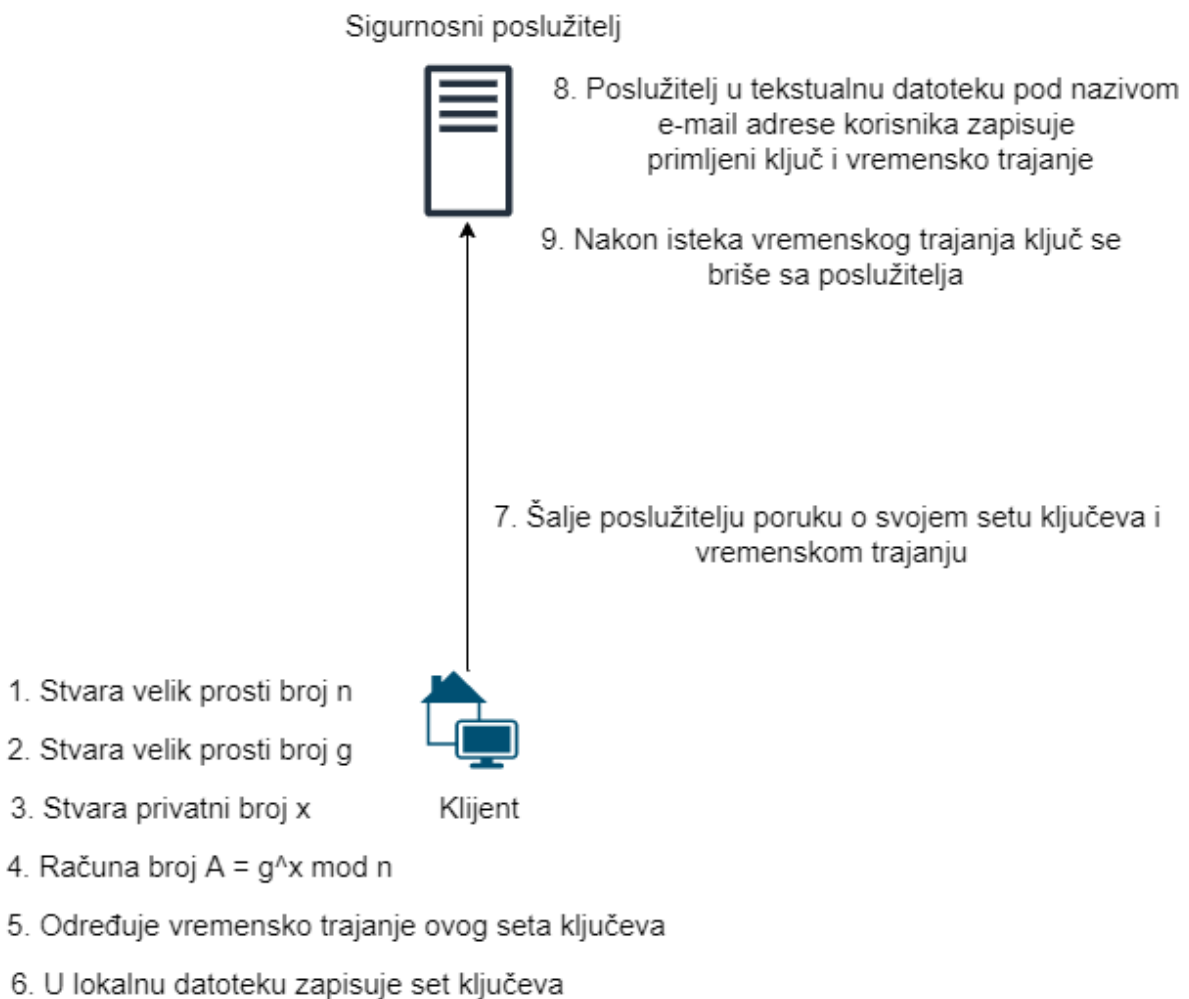 Sigurnosni poslužitelj
8. Poslužitelj u tekstualnu datoteku pod nazivom
e-mail adrese korisnika zapisuje
primljeni ključ i vremensko trajanje
9. Nakon isteka vremenskog trajanja ključ se
briše sa poslužitelja
7. Šalje poslužitelju poruku o svojem setu ključeva i
vremenskom trajanju
1. Stvara velik prosti broj n
2. Stvara velik prosti broj g
3. Stvara privatni broj x
Klijent
4. Računa broj A = g^x mod n
5. Određuje vremensko trajanje ovog seta ključeva
6. U lokalnu datoteku zapisuje set ključeva